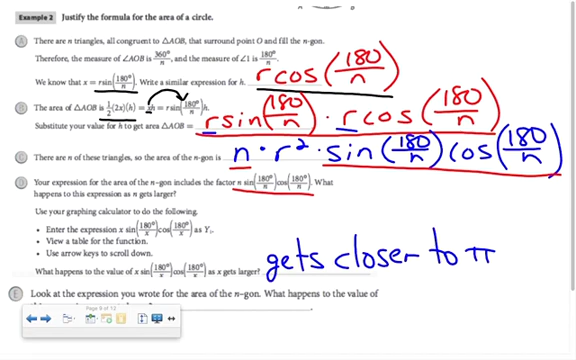 Example 2 Justify the formula for the area of a circle.
A There are n triangles, all congruent to △AOB, that surround point O and fill the n-gon.
Therefore, the measure of ∠AOB is 360°/n, and the measure of ∠1 is 180°/n.
We know that x = rsin(180°/n). Write a similar expression for h. r cos(180/n)
B The area of △AOB is 1/2(2x)(h) = xh = rsin(180°/n)h.
Substitute your value for h to get area △AOB = r sin(180/n) · r cos(180/n)
C There are n of these triangles, so the area of the n-gon is n · r² · sin(180/n) cos(180/n)
D Your expression for the area of the n-gon includes the factor n sin(180°/n)cos(180°/n). What
happens to this expression as n gets larger?
Use your graphing calculator to do the following.
• Enter the expression x sin(180°/x)cos(180°/x) as Y₁.
• View a table for the function.
• Use arrow keys to scroll down.
What happens to the value of x sin(180°/x)cos(180°/x) as x gets larger? gets closer to π
E Look at the expression you wrote for the area of the n-gon. What happens to the value of
Page 9 of 12